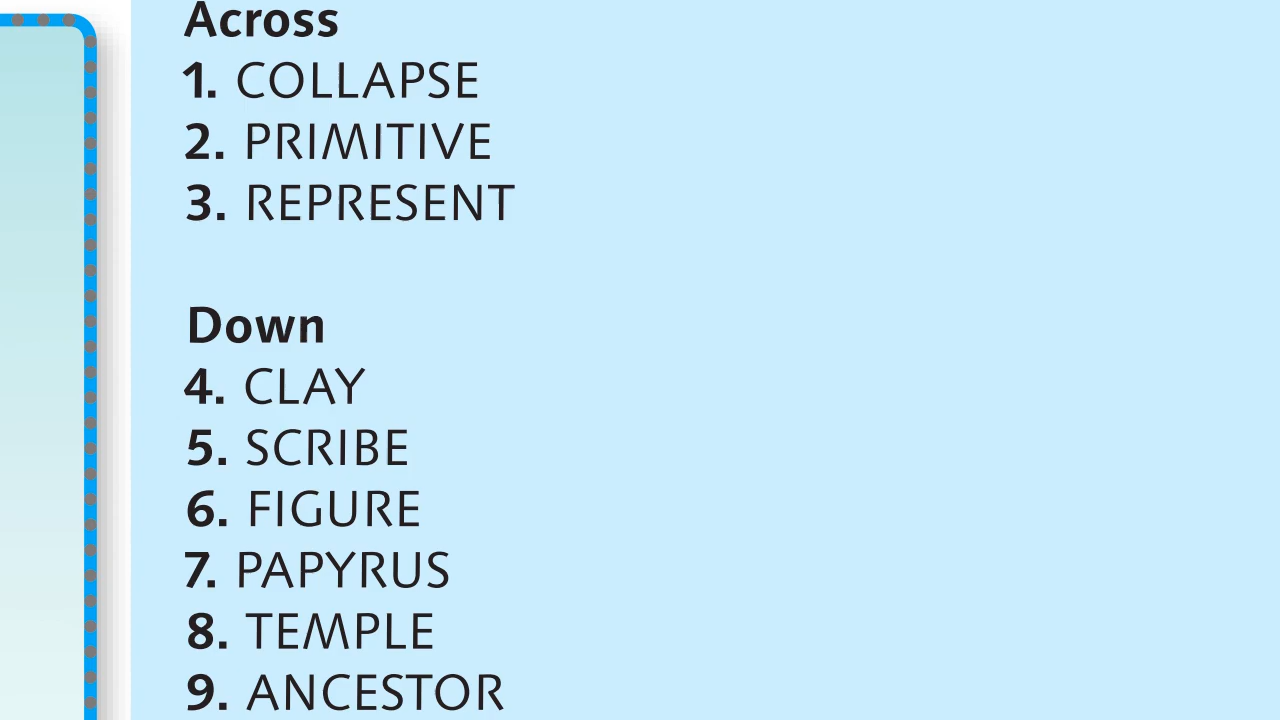 Across
1. COLLAPSE
2. PRIMITIVE
3. REPRESENT
Down
4. CLAY
5. SCRIBE
6. FIGURE
7. PAPYRUS
8. TEMPLE
9. ANCESTOR